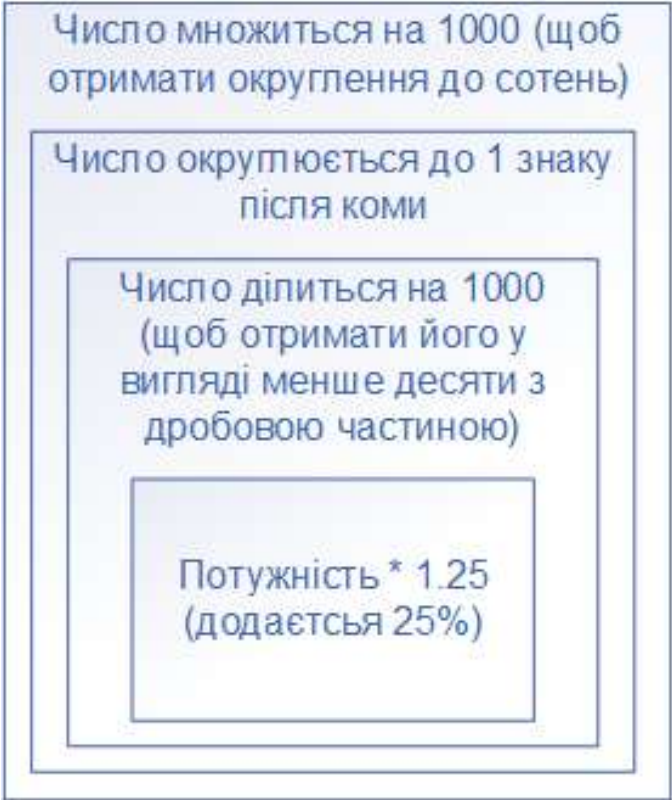 Число множиться на 1000 (щоб
отримати округлення до сотень)
Число округлюється до 1 знаку
після коми
Число ділиться на 1000
(щоб отримати його у
вигляді менше десяти з
дробовою частиною)
Потужність * 1.25
(додаєтсья 25%)